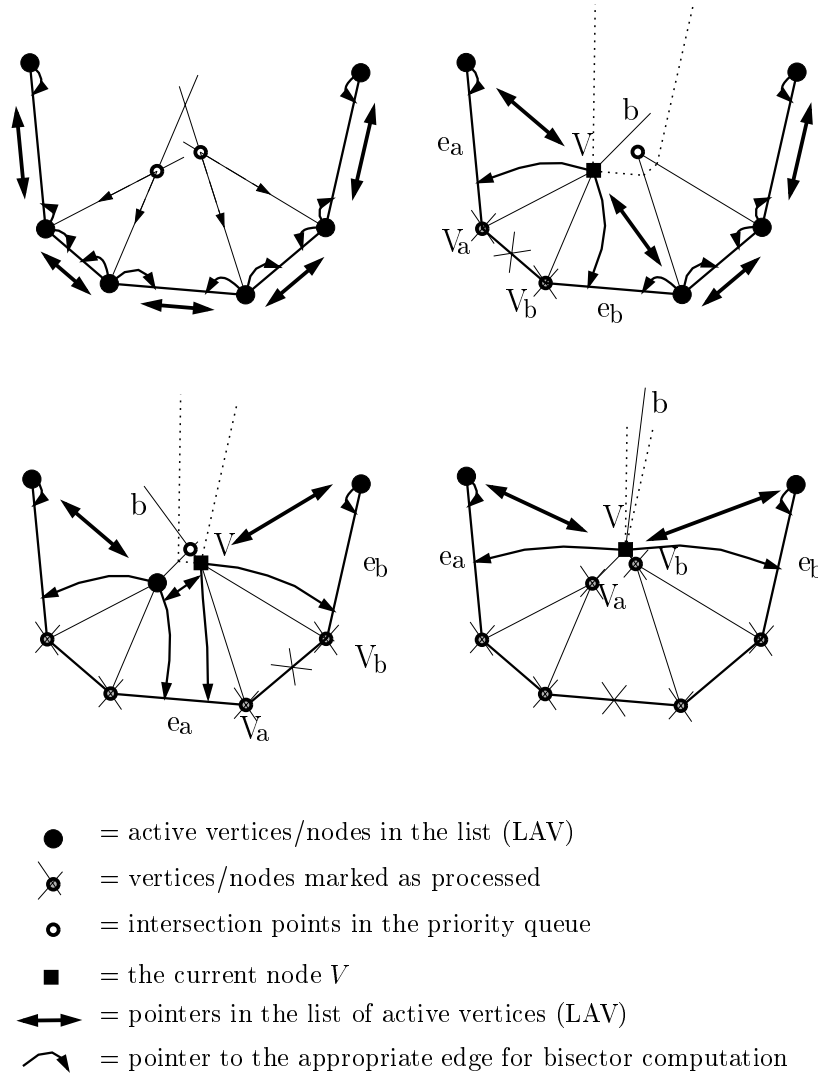 b
V
e_a
V_a
V_b
e_b
b
V
e_b
V_b
e_a
V_a
b
V
e_a
V_b
V_a
e_b
= active vertices/nodes in the list (LAV)
= vertices/nodes marked as processed
= intersection points in the priority queue
= the current node V
= pointers in the list of active vertices (LAV)
= pointer to the appropriate edge for bisector computation